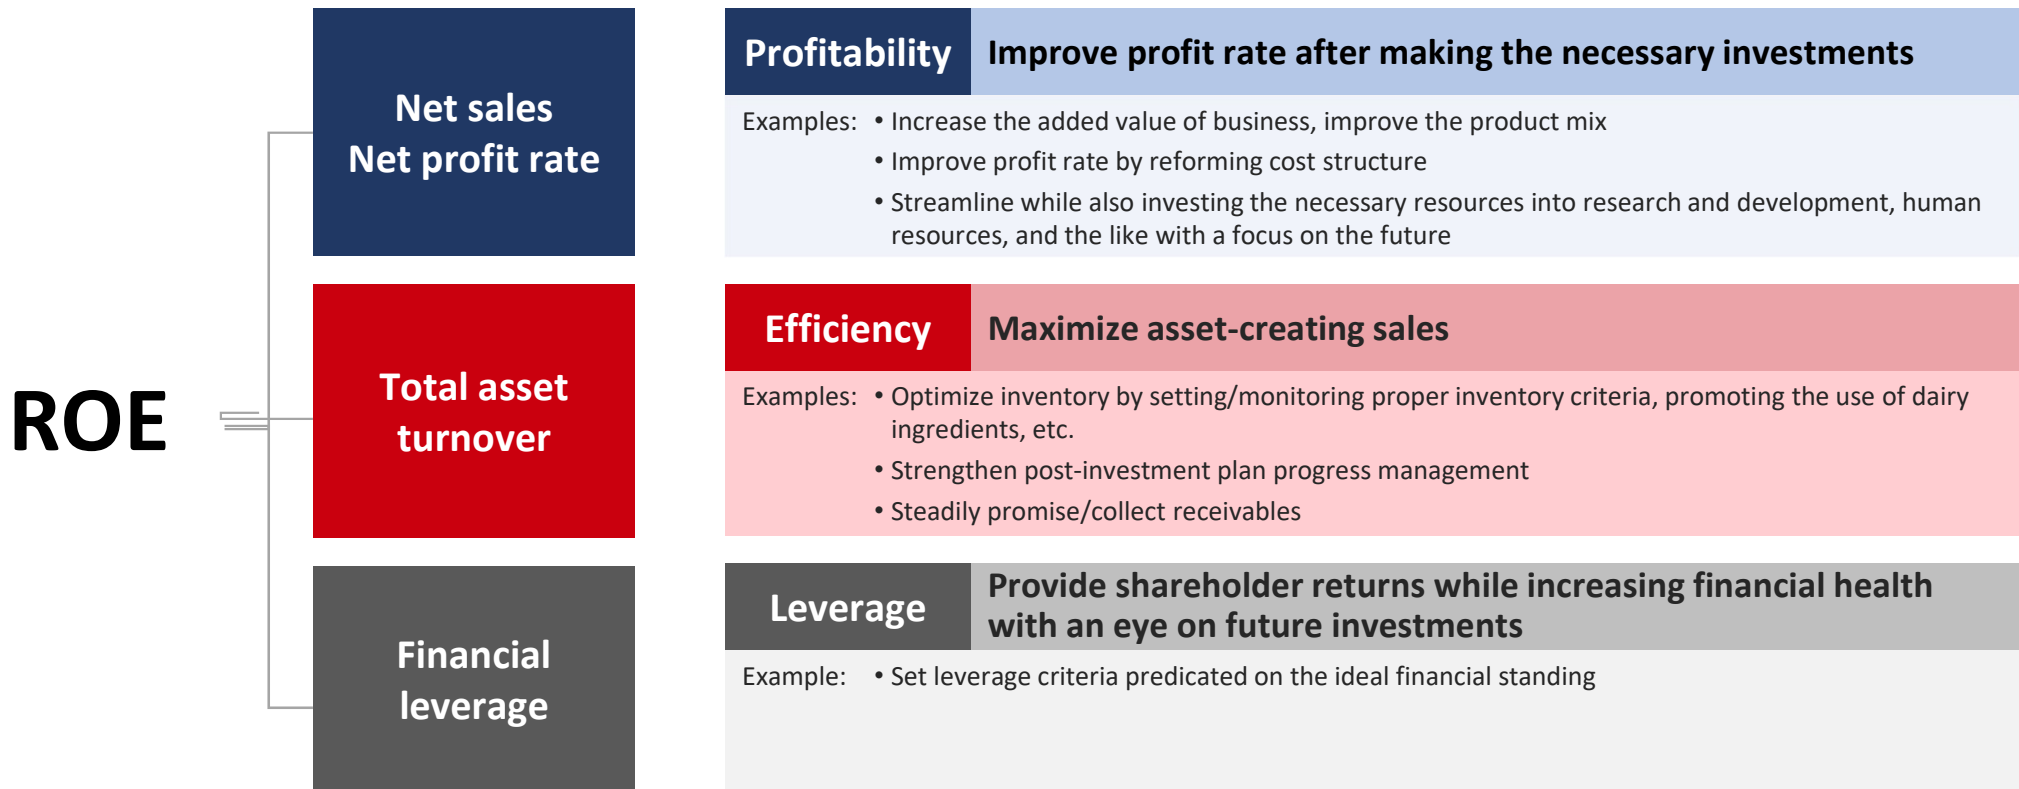 ROE
Net sales
Net profit rate
Profitability
Improve profit rate after making the necessary investments
Examples: • Increase the added value of business, improve the product mix
• Improve profit rate by reforming cost structure
• Streamline while also investing the necessary resources into research and development, human
resources, and the like with a focus on the future
Total asset
turnover
Efficiency
Maximize asset-creating sales
Examples: • Optimize inventory by setting/monitoring proper inventory criteria, promoting the use of dairy
ingredients, etc.
• Strengthen post-investment plan progress management
• Steadily promise/collect receivables
Financial
leverage
Leverage
Provide shareholder returns while increasing financial health
with an eye on future investments
Example: • Set leverage criteria predicated on the ideal financial standing